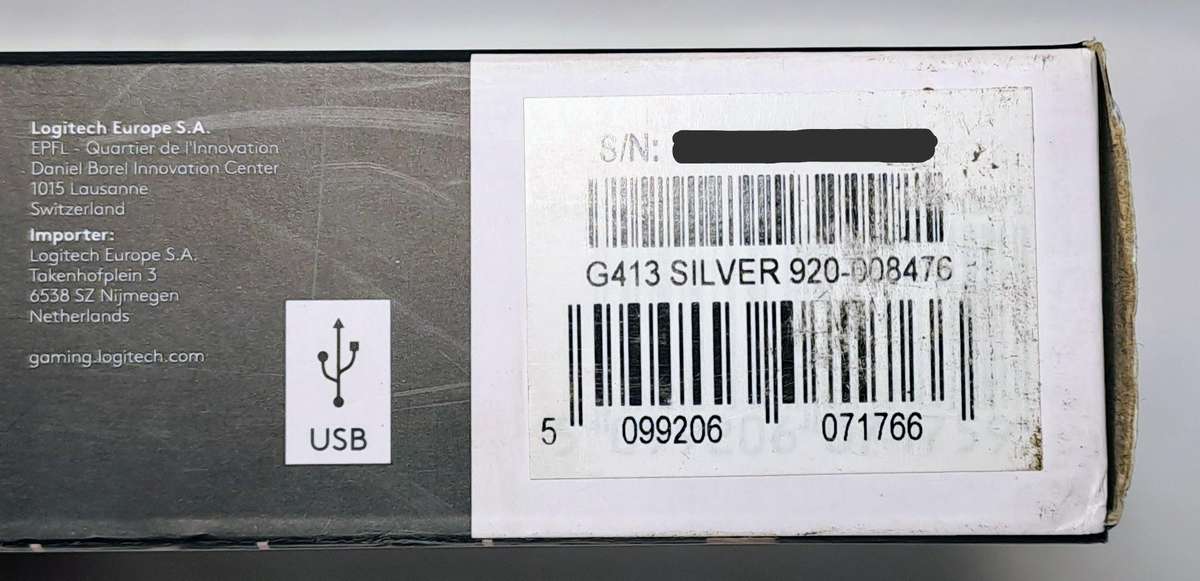 Logitech Europe S.A.
EPFL - Quartier de l'Innovation
Daniel Borel Innovation Center
1015 Lausanne
Switzerland
Importer:
Logitech Europe S.A.
Takenhofplein 3
6538 SZ Nijmegen
Netherlands
gaming.logitech.com
USB
S/N:
G413 SILVER 920-008476
5 099206 071766